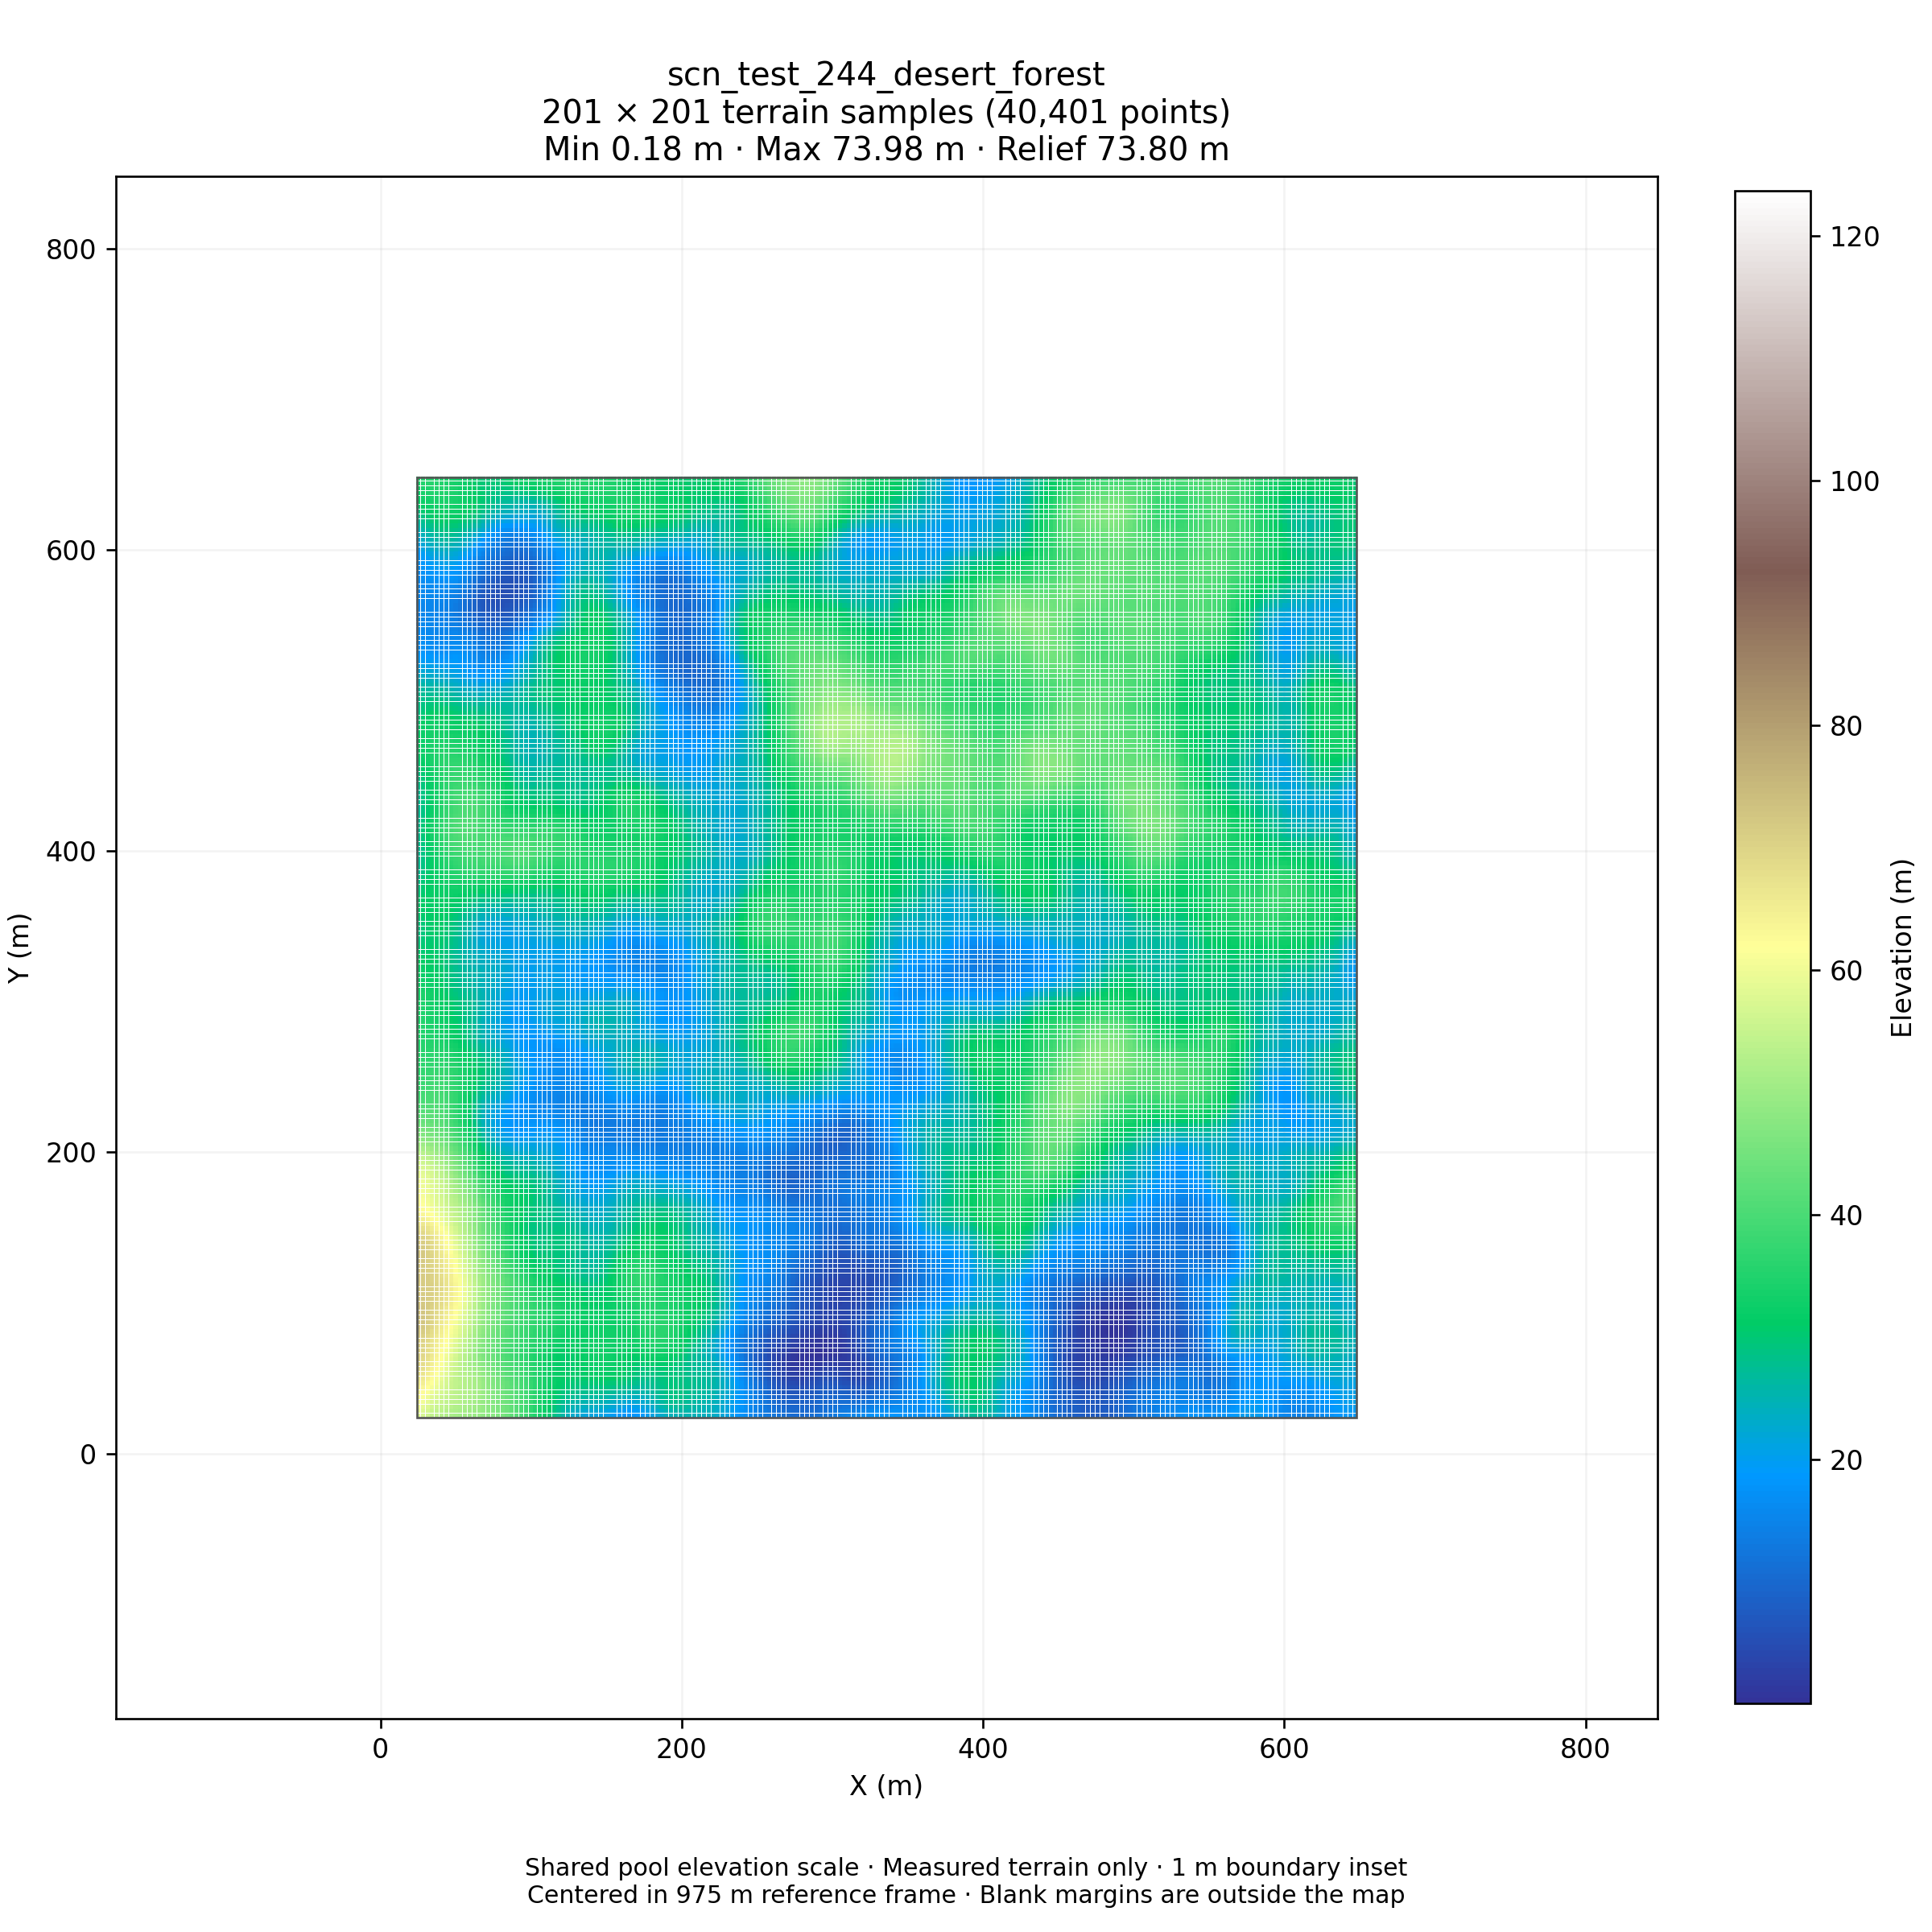 scn_test_244_desert_forest
201 × 201 terrain samples (40,401 points)
Min 0.18 m · Max 73.98 m · Relief 73.80 m
800
600
400
200
0
Y (m)
0
200
400
600
800
X (m)
120
100
80
60
40
20
Elevation (m)
Shared pool elevation scale · Measured terrain only · 1 m boundary inset
Centered in 975 m reference frame · Blank margins are outside the map